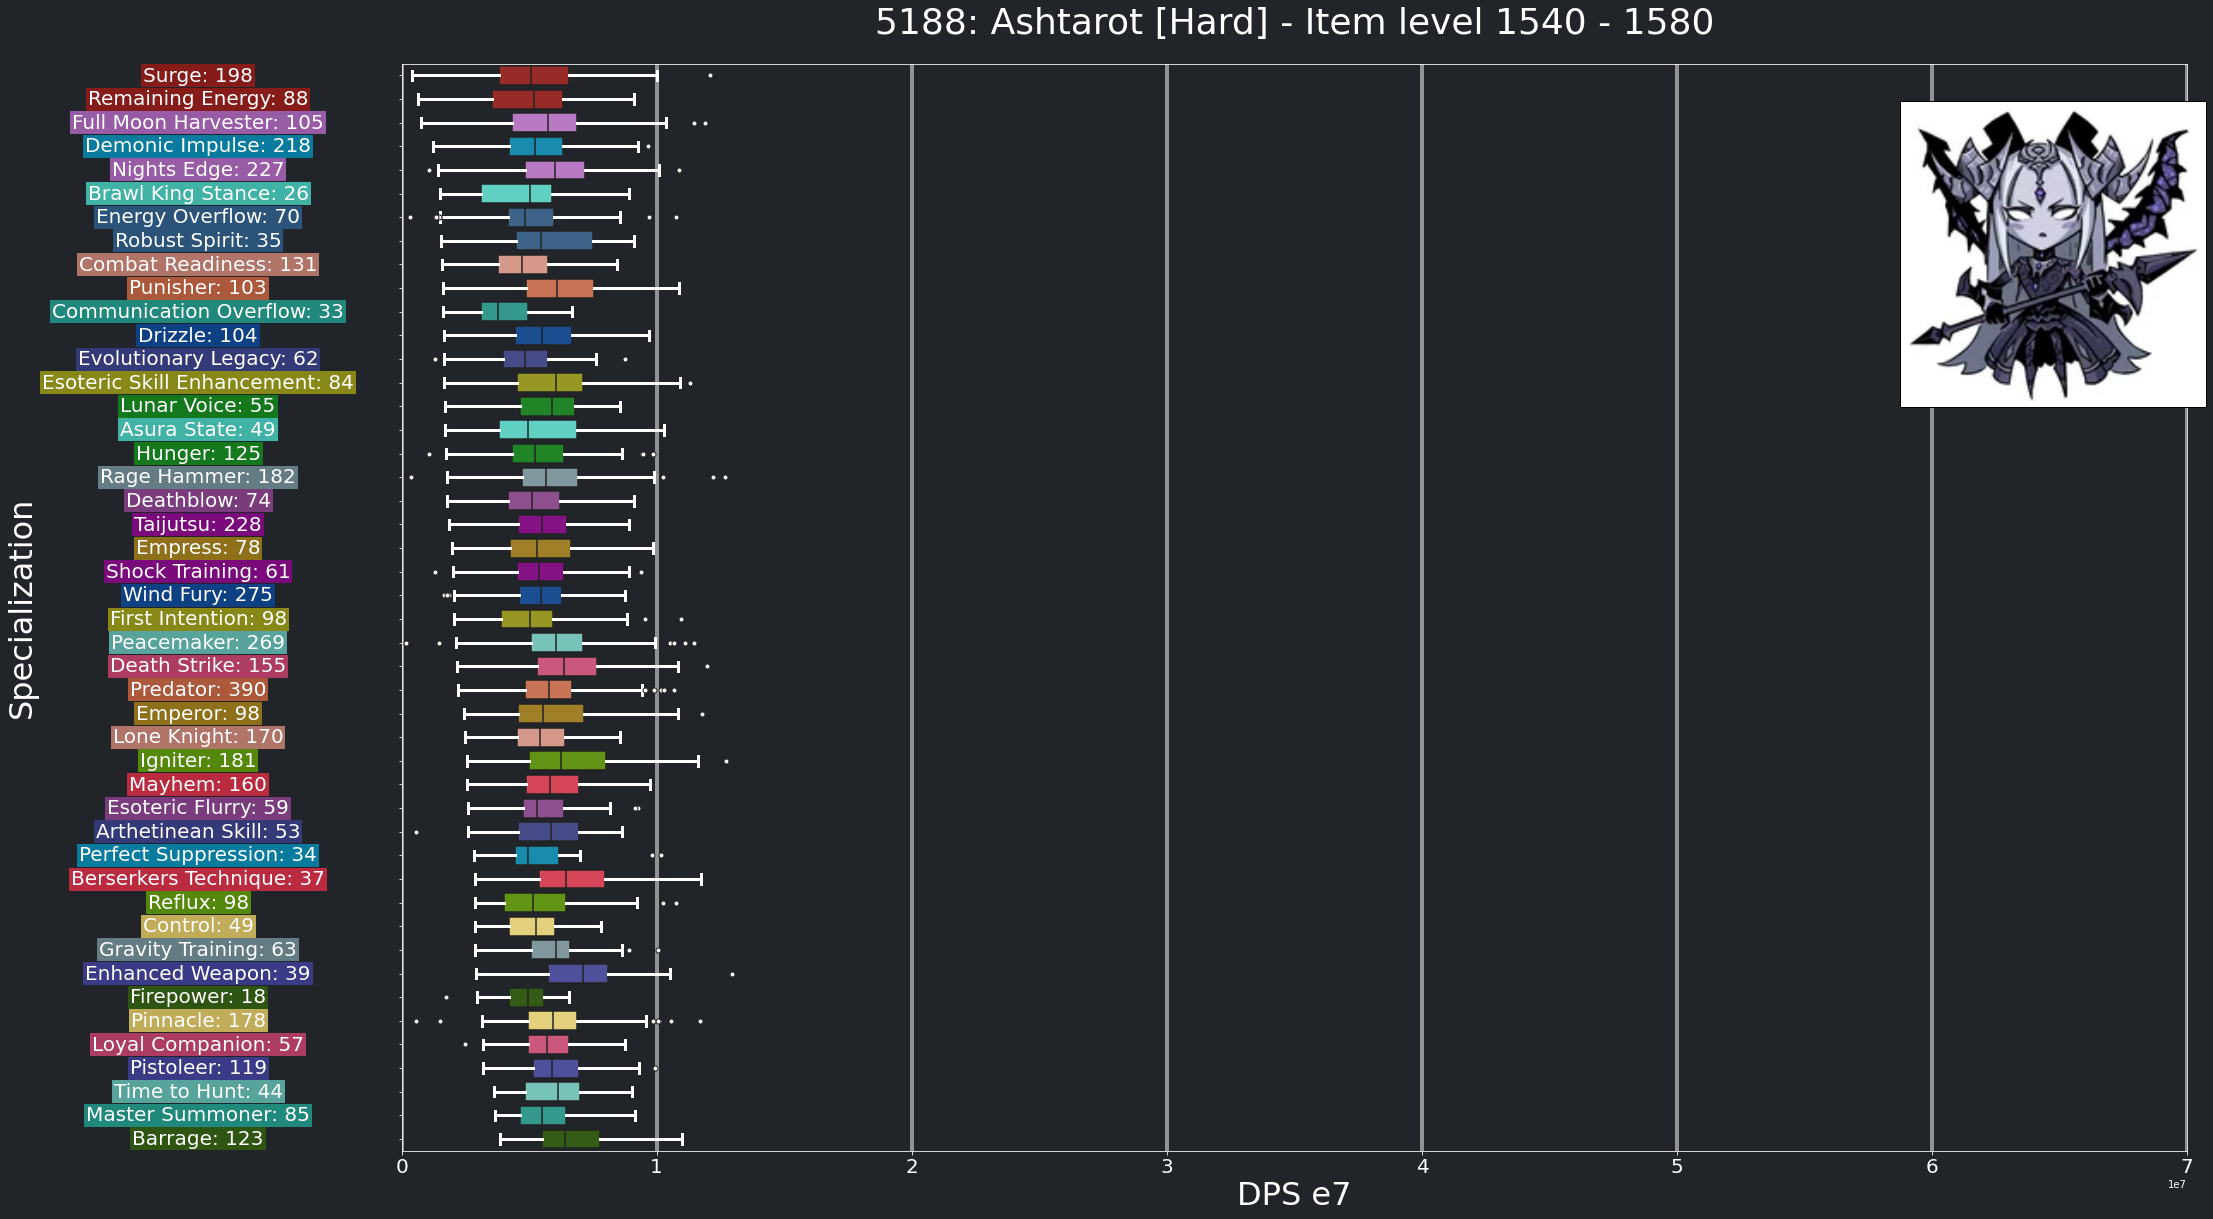 5188: Ashtarot [Hard] - Item level 1540 - 1580
Surge: 198
Remaining Energy: 88
Full Moon Harvester: 105
Demonic Impulse: 218
Nights Edge: 227
Brawl King Stance: 26
Energy Overflow: 70
Robust Spirit: 35
Combat Readiness: 131
Punisher: 103
Communication Overflow: 33
Drizzle: 104
Evolutionary Legacy: 62
Esoteric Skill Enhancement: 84
Lunar Voice: 55
Asura State: 49
Hunger: 125
Rage Hammer: 182
Deathblow: 74
Taijutsu: 228
Empress: 78
Shock Training: 61
Wind Fury: 275
First Intention: 98
Peacemaker: 269
Death Strike: 155
Predator: 390
Emperor: 98
Lone Knight: 170
Igniter: 181
Mayhem: 160
Esoteric Flurry: 59
Arthetinean Skill: 53
Perfect Suppression: 34
Berserkers Technique: 37
Reflux: 98
Control: 49
Gravity Training: 63
Enhanced Weapon: 39
Firepower: 18
Pinnacle: 178
Loyal Companion: 57
Pistoleer: 119
Time to Hunt: 44
Master Summoner: 85
Barrage: 123
Specialization
0 1 2 3 4 5 6 7
1e7
DPS e7